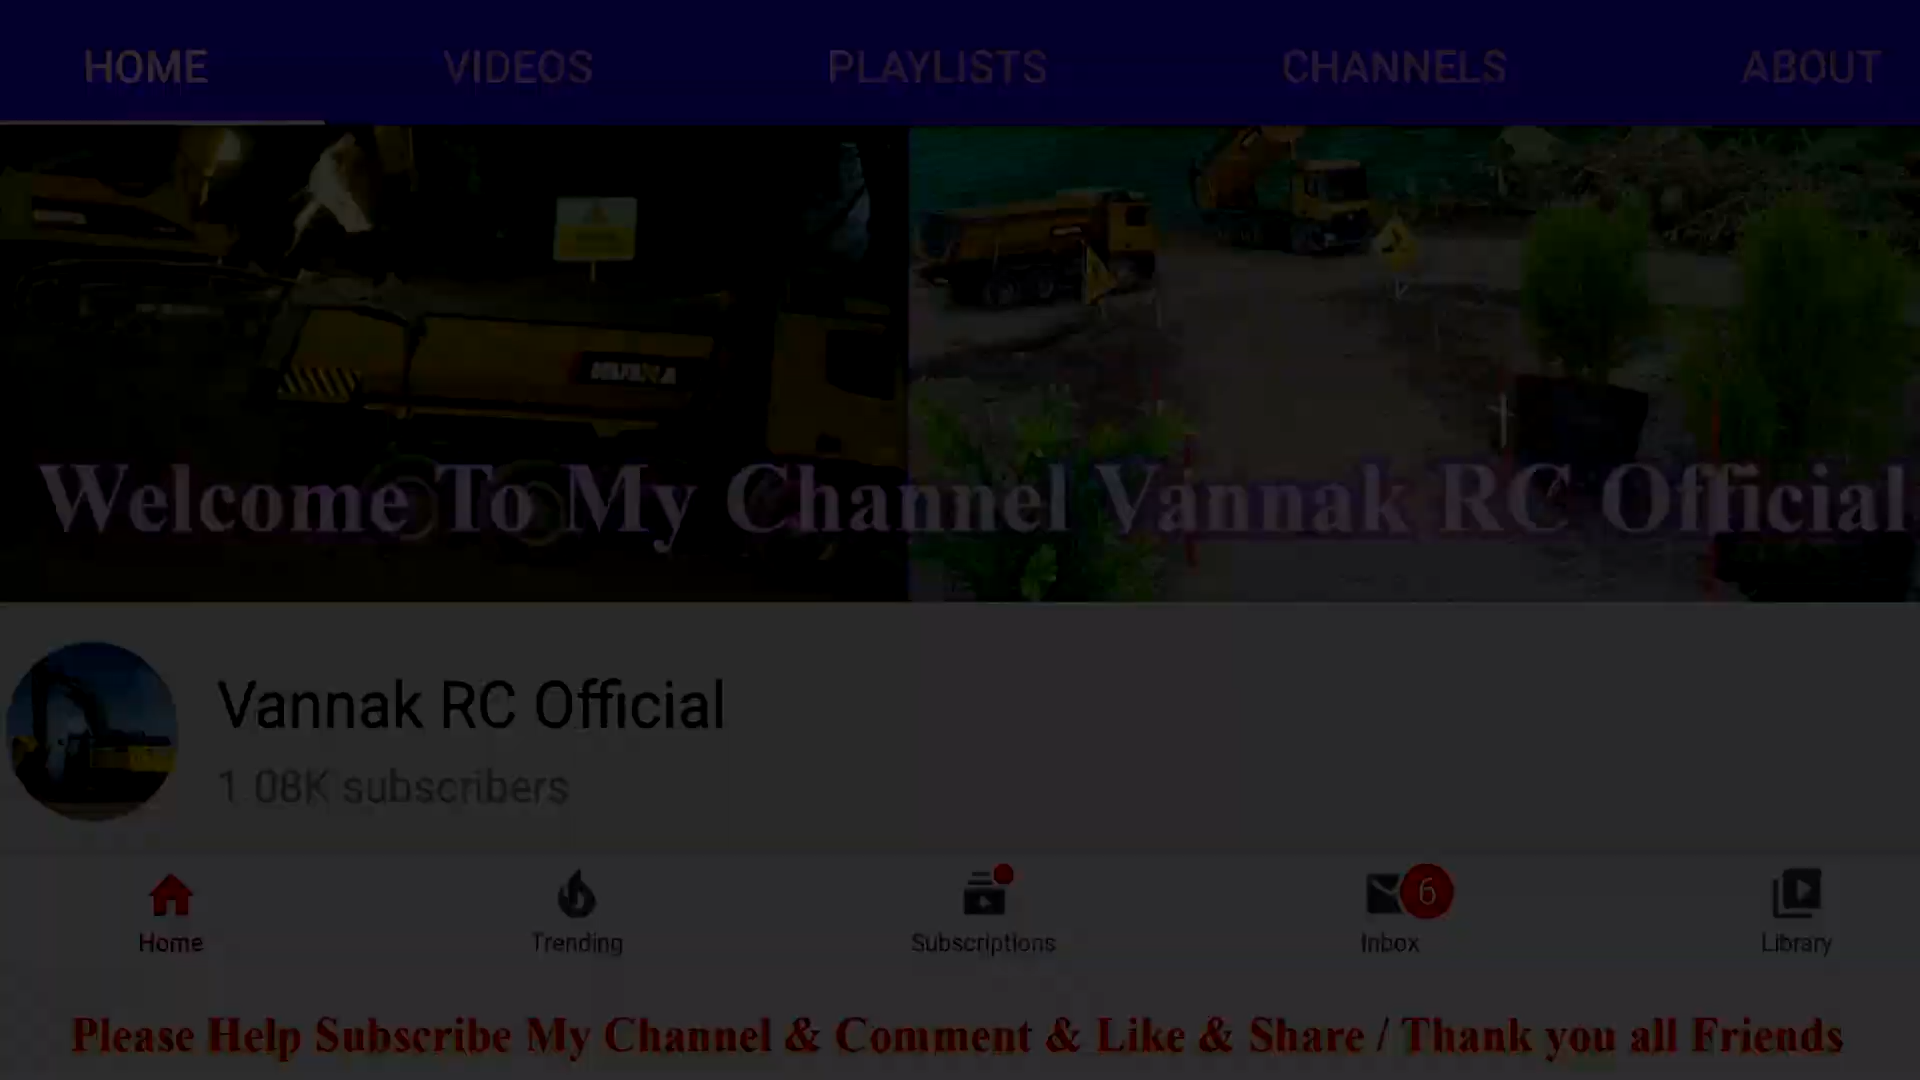 HOME VIDEOS PLAYLISTS CHANNELS ABOUT
HUINA
Welcome To My Channel Vannak RC Official
Vannak RC Official
1.08K subscribers
6
Home Trending Subscriptions Inbox Library
Please Help Subscribe My Channel & Comment & Like & Share / Thank you all Friends